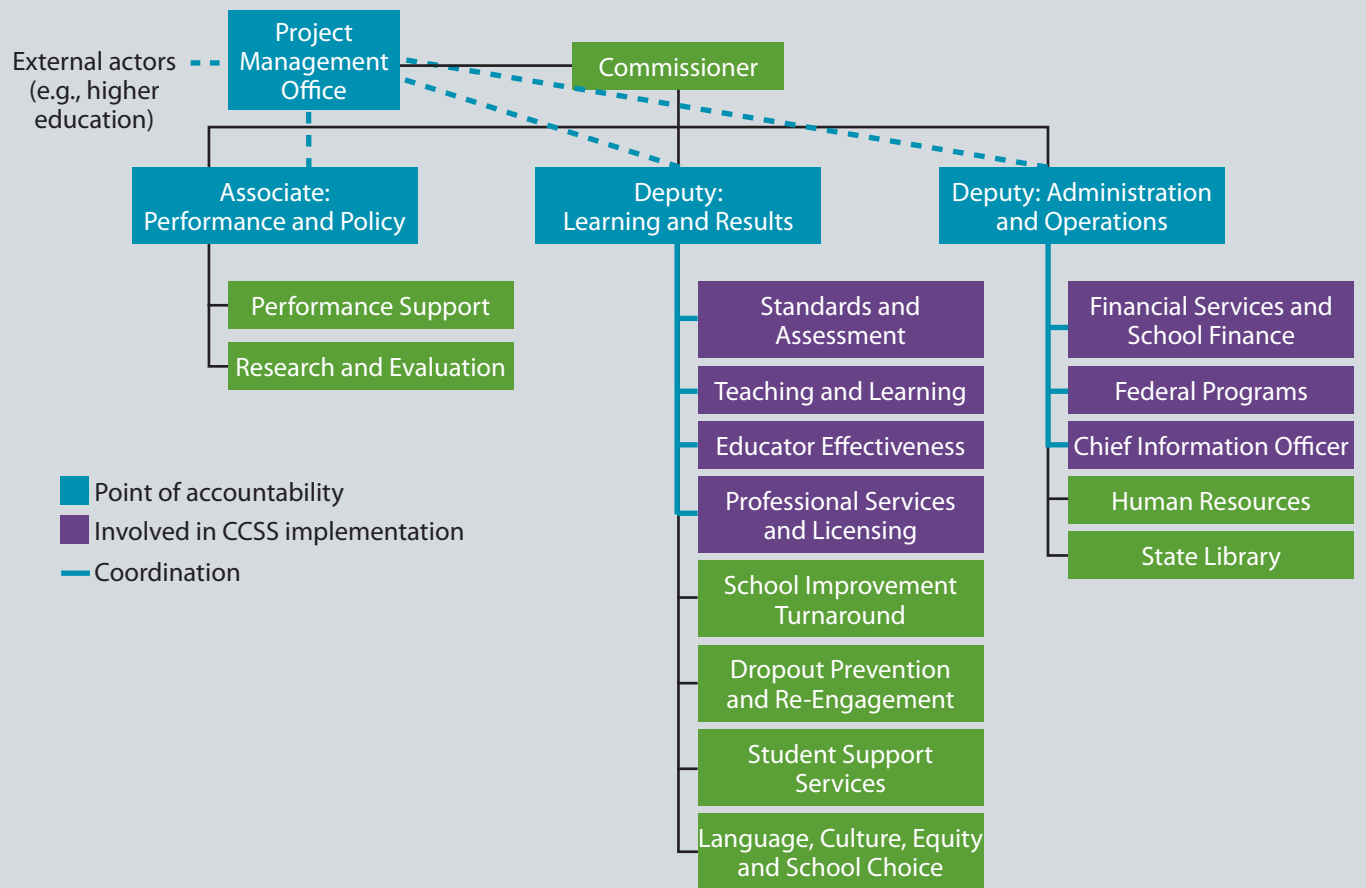 Project
Management
Office
External actors
(e.g., higher
education)
Commissioner
Associate:
Performance and Policy
Deputy:
Learning and Results
Deputy: Administration
and Operations
Performance Support
Research and Evaluation
Standards and
Assessment
Teaching and Learning
Educator Effectiveness
Professional Services
and Licensing
School Improvement
Turnaround
Dropout Prevention
and Re-Engagement
Student Support
Services
Language, Culture, Equity
and School Choice
Financial Services and
School Finance
Federal Programs
Chief Information Officer
Human Resources
State Library
Point of accountability
Involved in CCSS implementation
Coordination